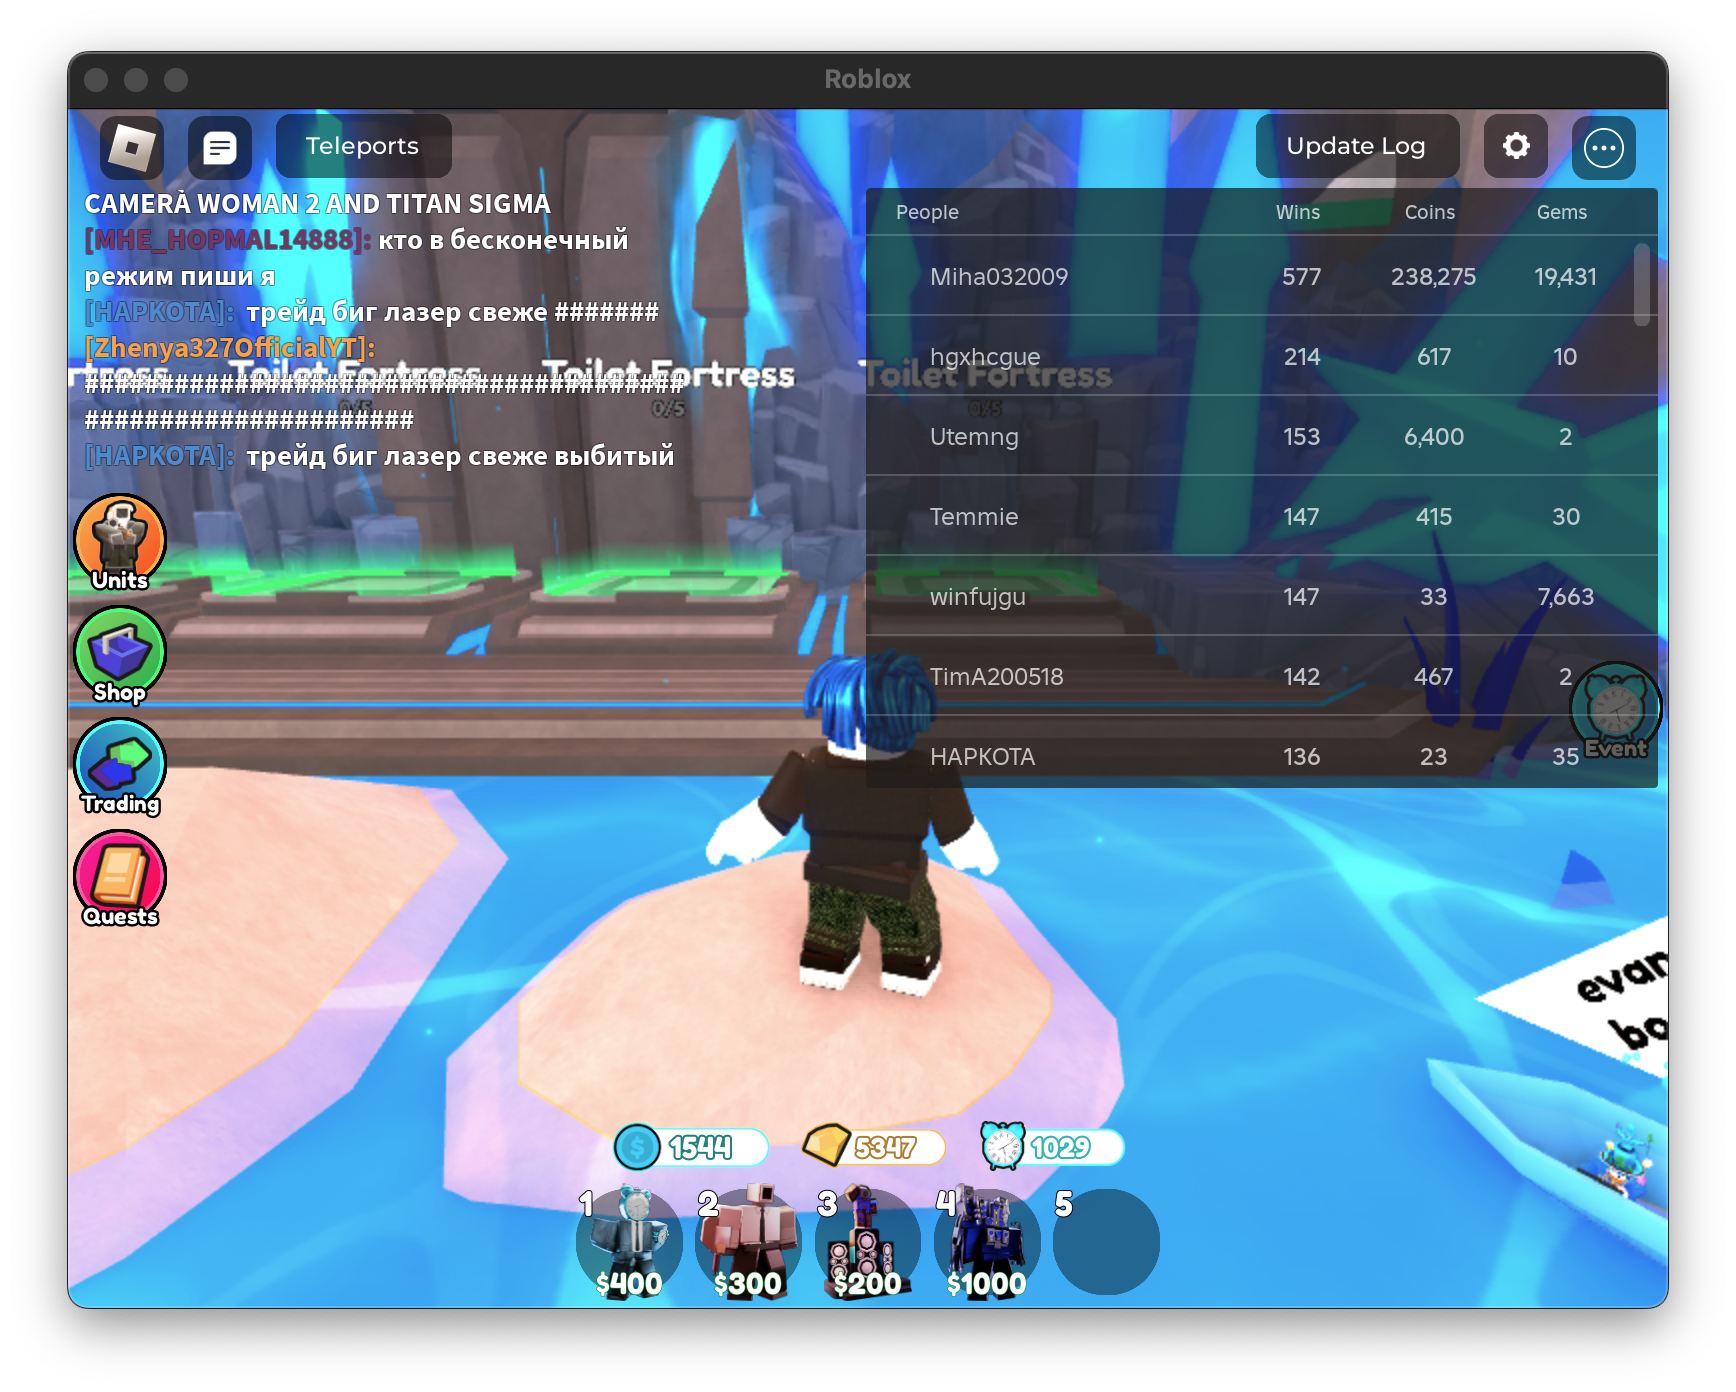 Roblox
Teleports
Update Log
CAMERÀ WOMAN 2 AND TITAN SIGMA
[MHE_HOPMAL14888]: кто в бесконечный
режим пиши я
[HAPKOTA]: трейд биг лазер свеже #######
[Zhenya327OfficialYT]:
########################################
######################
[HAPKOTA]: трейд биг лазер свеже выбитый
Toilet Fortress
0/5
Toilet Fortress
0/5
Toilet Fortress
0/5
People Wins Coins Gems
Miha032009 577 238,275 19,431
hgxhcgue 214 617 10
Utemng 153 6,400 2
Temmie 147 415 30
winfujgu 147 33 7,663
TimA200518 142 467 2
HAPKOTA 136 23 35
Units
Shop
Trading
Quests
Event
1544 5347 1029
1 2 3 4 5
$400 $300 $200 $1000